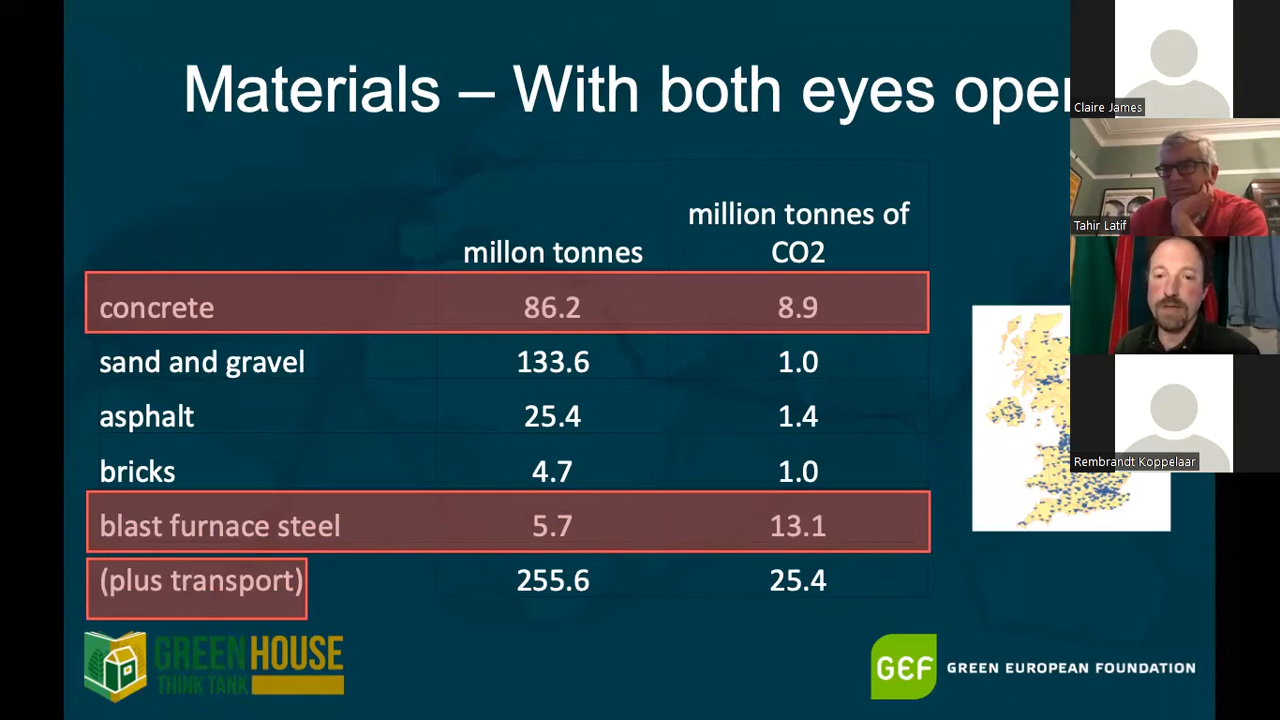 Materials – With both eyes open
millon tonnes
million tonnes of
CO2
concrete 86.2 8.9
sand and gravel 133.6 1.0
asphalt 25.4 1.4
bricks 4.7 1.0
blast furnace steel 5.7 13.1
(plus transport) 255.6 25.4
GREEN HOUSE
THINK TANK
GEF GREEN EUROPEAN FOUNDATION
Claire James
Tahir Latif
Rembrandt Koppelaar